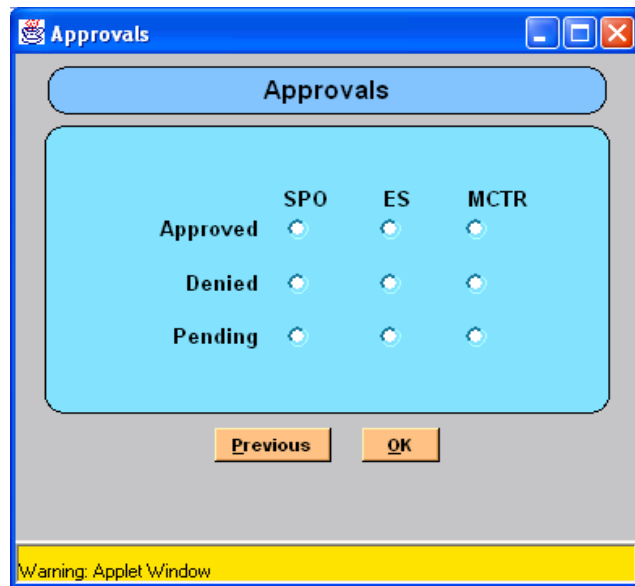 Approvals
Approvals
SPO ES MCTR
Approved
Denied
Pending
Previous OK
Warning: Applet Window